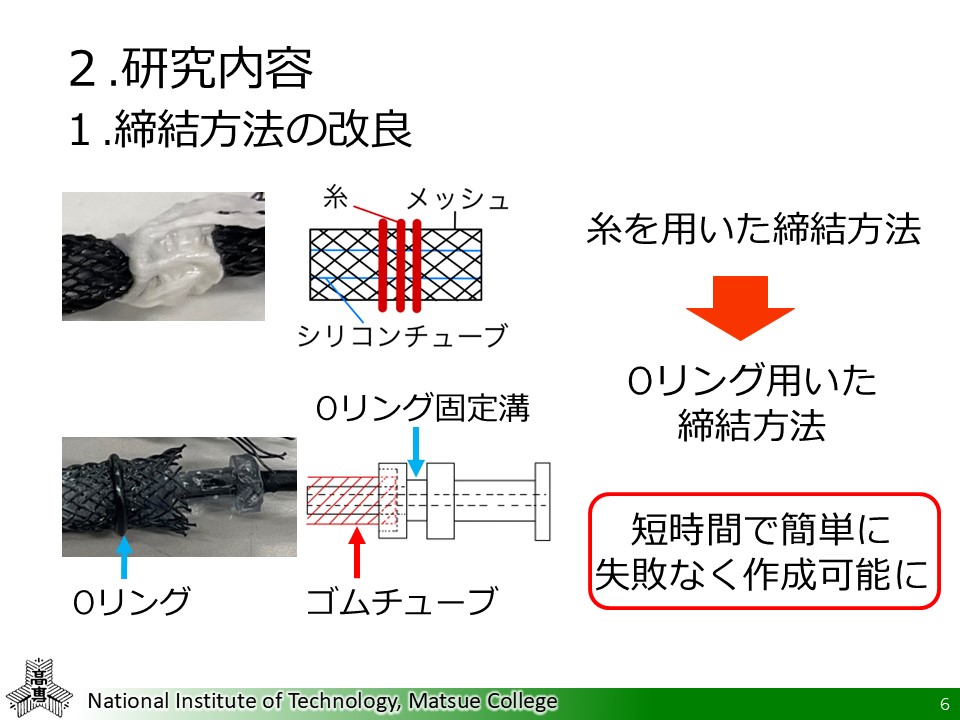 ２.研究内容
１.締結方法の改良
糸
メッシュ
シリコンチューブ
糸を用いた締結方法
Oリング用いた
締結方法
Oリング固定溝
Oリング
ゴムチューブ
短時間で簡単に
失敗なく作成可能に
高専
National Institute of Technology, Matsue College
6